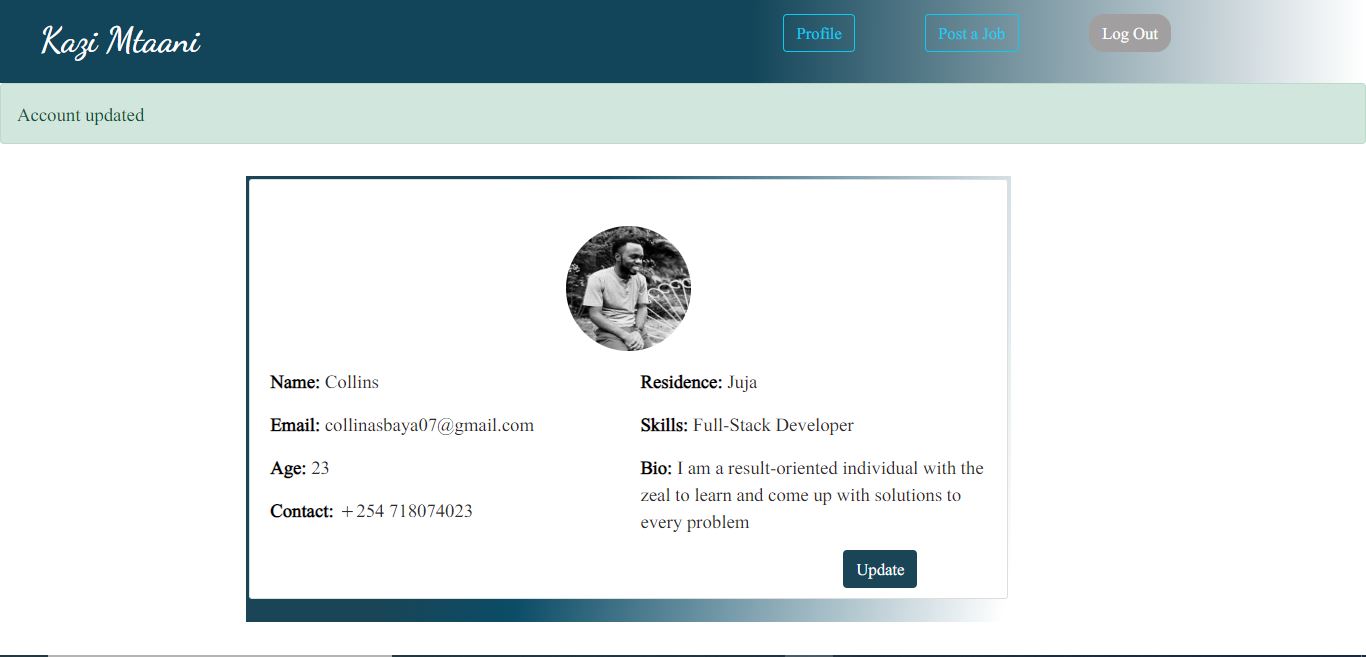 Kazi Mtaani
Profile
Post a Job
Log Out
Account updated
Name: Collins
Email: collinasbaya07@gmail.com
Age: 23
Contact: +254 718074023
Residence: Juja
Skills: Full-Stack Developer
Bio: I am a result-oriented individual with the
zeal to learn and come up with solutions to
every problem
Update